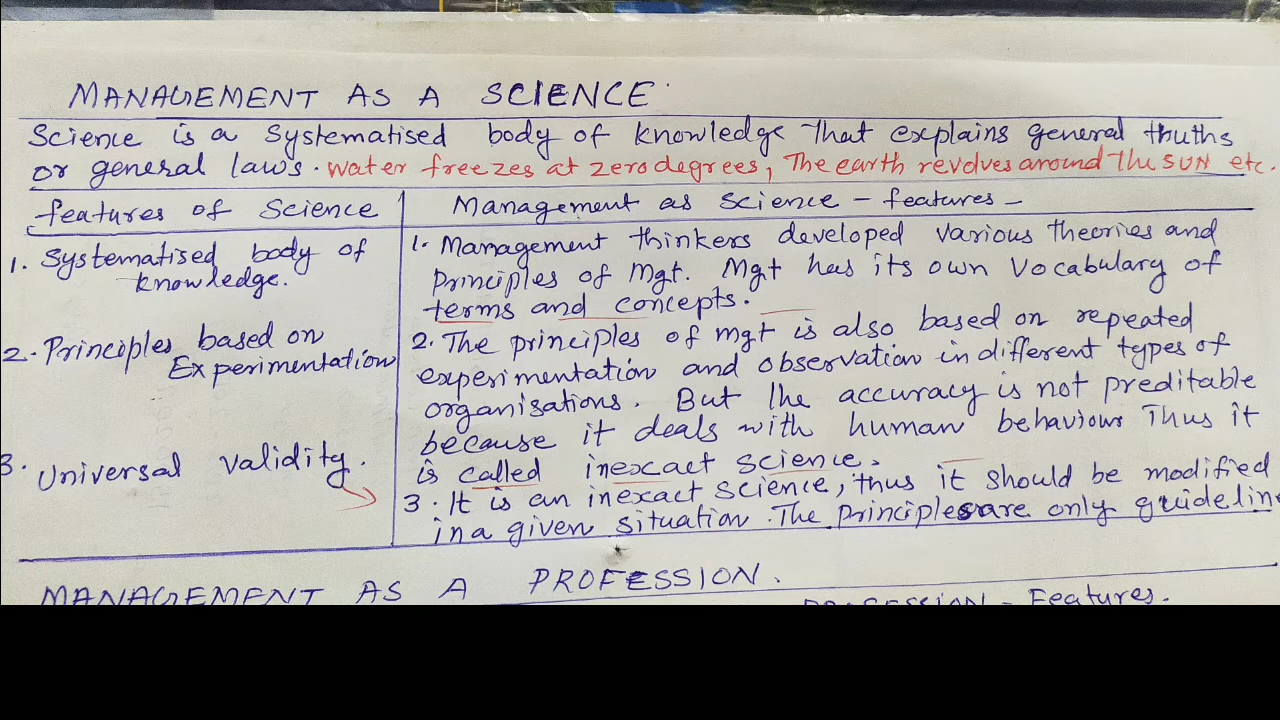 MANAGEMENT AS A SCIENCE
Science is a systematised body of knowledge that explains general truths
or general laws. water freezes at zero degrees, The earth revolves around the SUN etc.
features of Science
Management as science - features -
1. Systematised body of
knowledge.
2. Principles based on
Experimentation
3. Universal validity.
1. Management thinkers developed various theories and
Principles of Mgt. Mgt has its own vocabulary of
terms and concepts.
2. The principles of mgt is also based on repeated
experimentation and observation in different types of
organisations. But the accuracy is not preditable
because it deals with human behaviour Thus it
is called inexact science.
3. It is an inexact science, thus it should be modified
in a given situation. The Principles are only guidelin
MANAGEMENT AS A PROFESSION.
PROFESSION - Features.